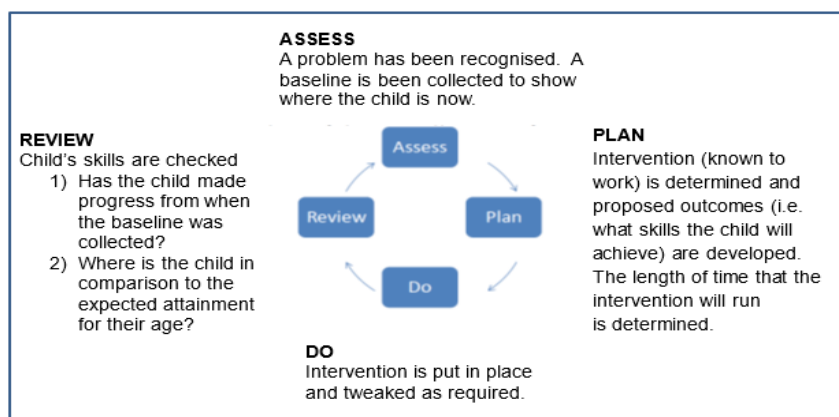 ASSESS
A problem has been recognised.  A
baseline is been collected to show
where the child is now.
REVIEW
Child's skills are checked
1) Has the child made
progress from when
the baseline was
collected?
2) Where is the child in
comparison to the
expected attainment
for their age?
Assess
Review
Plan
Do
PLAN
Intervention (known to
work) is determined and
proposed outcomes (i.e.
what skills the child will
achieve) are developed.
The length of time that the
intervention will run
is determined.
DO
Intervention is put in place
and tweaked as required.